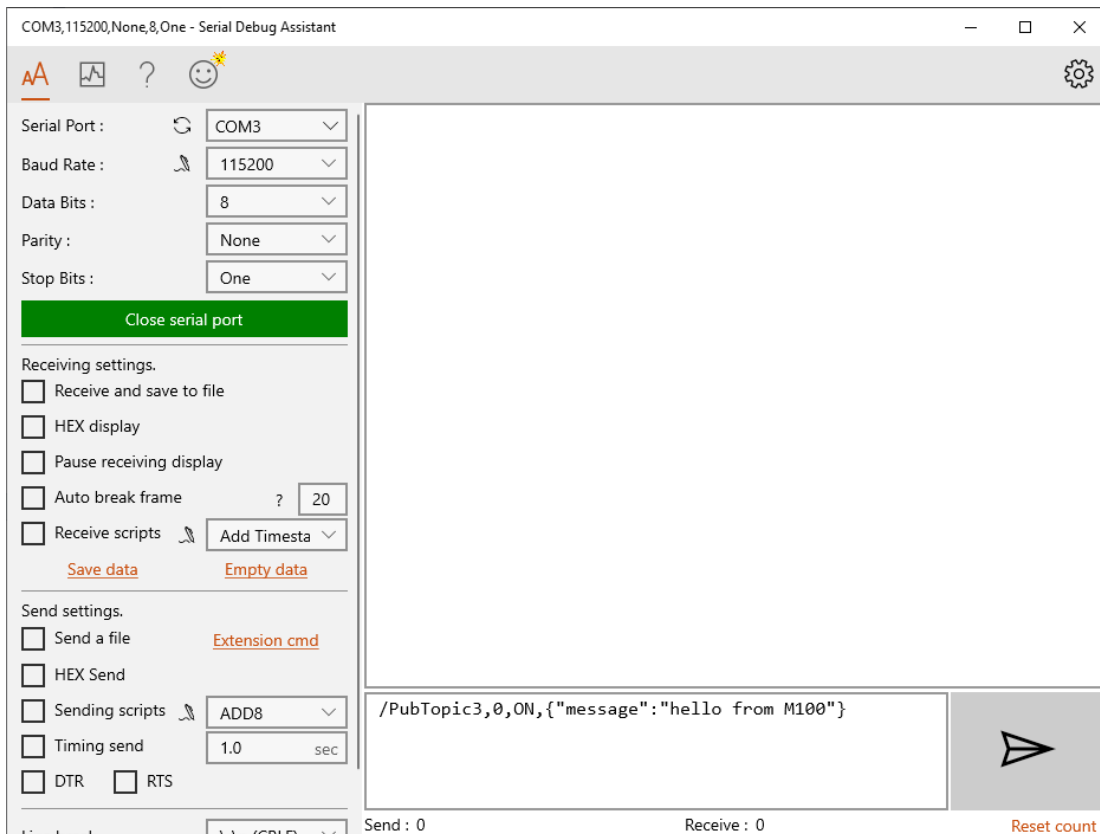 COM3,115200,None,8,One - Serial Debug Assistant
AA
?
Serial Port :
COM3
Baud Rate :
115200
Data Bits :
8
Parity :
None
Stop Bits :
One
Close serial port
Receiving settings.
Receive and save to file
HEX display
Pause receiving display
Auto break frame ? 20
Receive scripts Add Timesta
Save data Empty data
Send settings.
Send a file Extension cmd
HEX Send
Sending scripts ADD8
Timing send 1.0 sec
DTR RTS
/PubTopic3,0,ON,{"message":"hello from M100"}
Send : 0 Receive : 0 Reset count